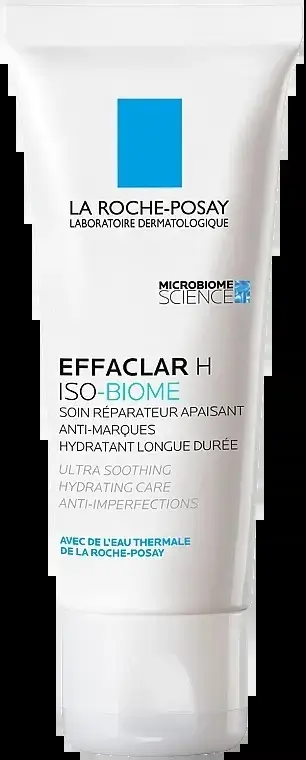 LA ROCHE-POSAY
LABORATOIRE DERMATOLOGIQUE
MICROBIOME
SCIENCE
EFFACLAR H
ISO-BIOME
SOIN RÉPARATEUR APAISANT
ANTI-MARQUES
HYDRATANT LONGUE DURÉE
ULTRA SOOTHING
HYDRATING CARE
ANTI-IMPERFECTIONS
AVEC DE L'EAU THERMALE
DE LA ROCHE-POSAY